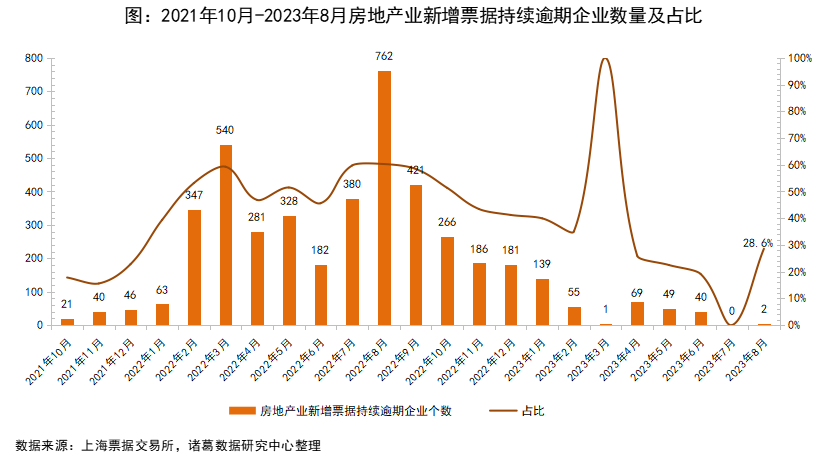 图：2021年10月-2023年8月房地产业新增票据持续逾期企业数量及占比
800
700
600
500
400
300
200
100
0
100%
90%
80%
70%
60%
50%
40%
30%
20%
10%
0%
21
40
46
63
347
540
281
328
182
380
762
421
266
186
181
139
55
1
69
49
40
0
2
28.6%
2021年10月
2021年11月
2021年12月
2022年1月
2022年2月
2022年3月
2022年4月
2022年5月
2022年6月
2022年7月
2022年8月
2022年9月
2022年10月
2022年11月
2022年12月
2023年1月
2023年2月
2023年3月
2023年4月
2023年5月
2023年6月
2023年7月
2023年8月
房地产业新增票据持续逾期企业个数
占比
数据来源：上海票据交易所，诸葛数据研究中心整理